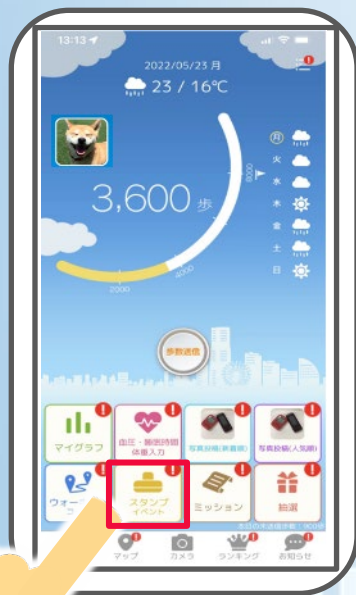 13:13
2022/05/23 月
23 / 16℃
月
火
3,600 歩
水
木
金
土
日
8000
4000
2000
歩数送信
マイグラフ
血圧・睡眠時間
体重入力
写真投稿(新着順)
写真投稿(人気順)
スタンプ
イベント
ミッション
抽選
マップ
カメラ
ランキング
お知らせ